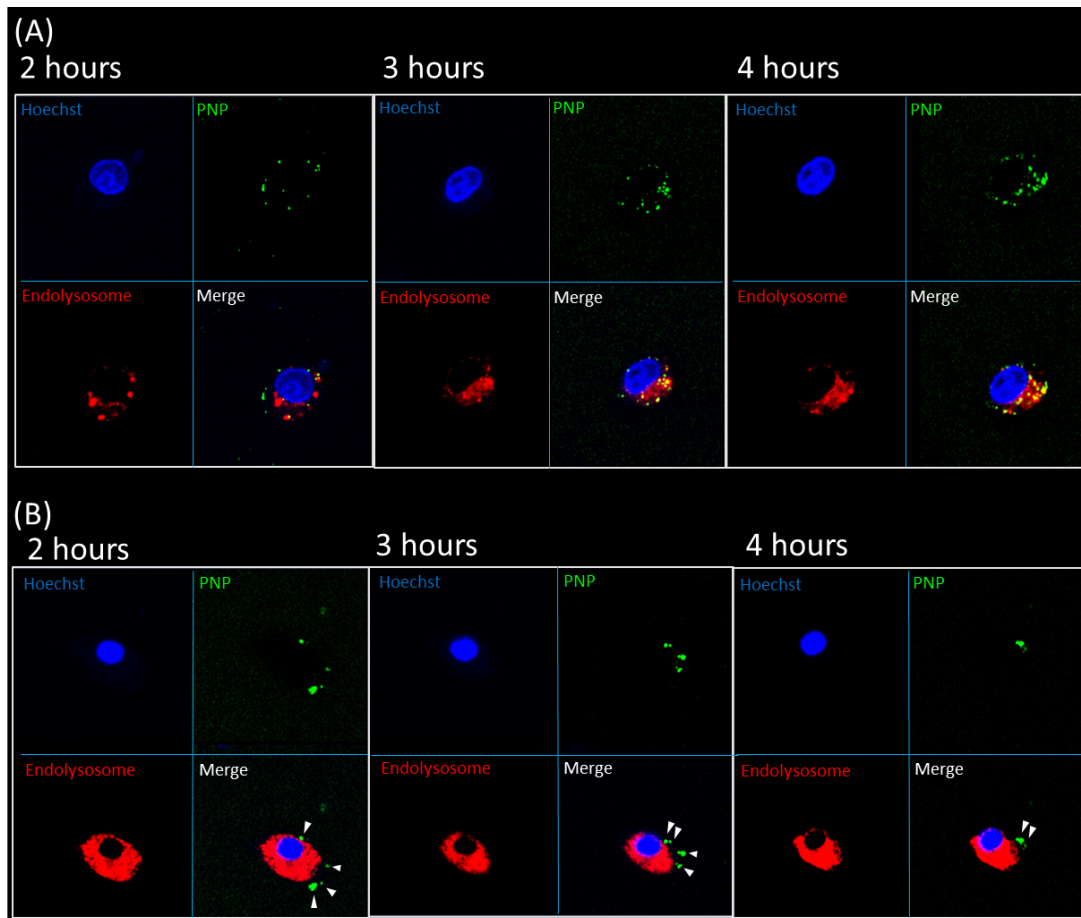 (A)
2 hours 3 hours 4 hours
Hoechst PNP Hoechst PNP Hoechst PNP
Endolysosome Merge Endolysosome Merge Endolysosome Merge
(B)
2 hours 3 hours 4 hours
Hoechst PNP Hoechst PNP Hoechst PNP
Endolysosome Merge Endolysosome Merge Endolysosome Merge